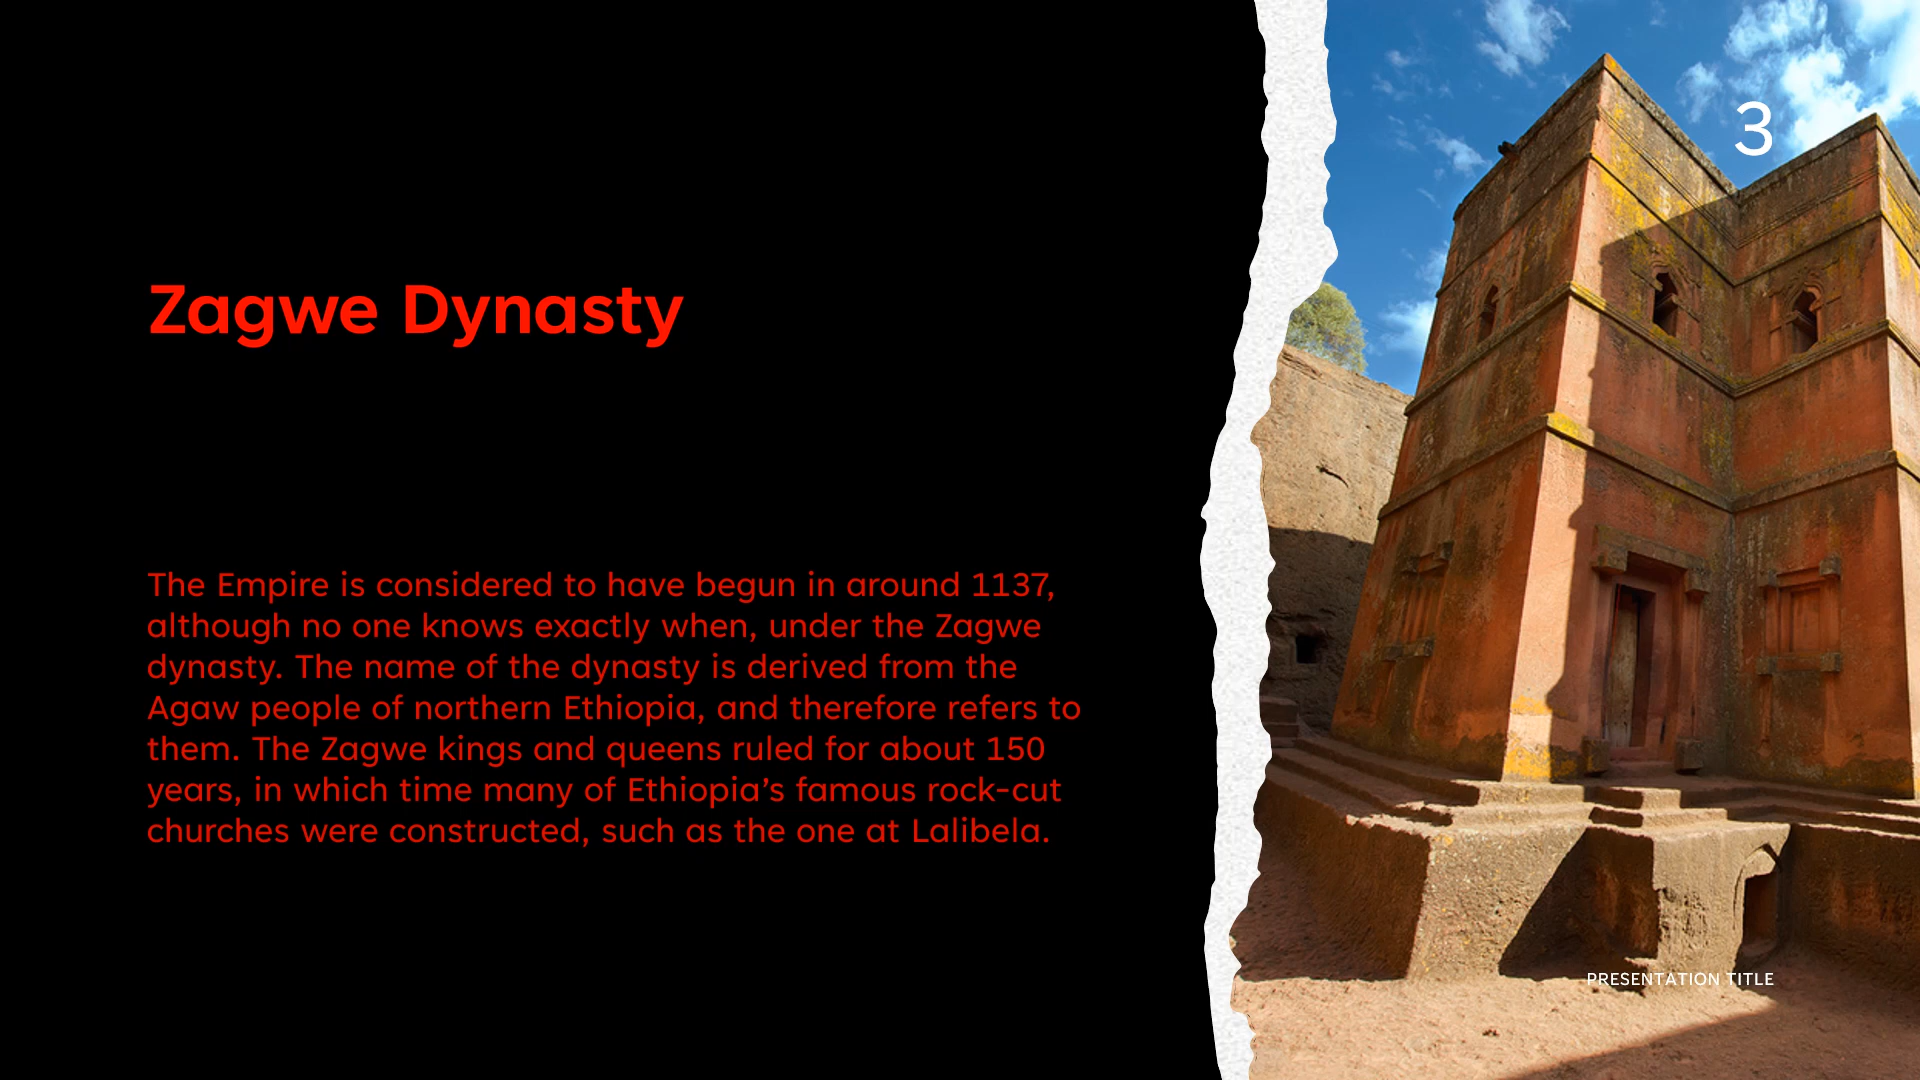 3
Zagwe Dynasty
The Empire is considered to have begun in around 1137,
although no one knows exactly when, under the Zagwe
dynasty. The name of the dynasty is derived from the
Agaw people of northern Ethiopia, and therefore refers to
them. The Zagwe kings and queens ruled for about 150
years, in which time many of Ethiopia’s famous rock-cut
churches were constructed, such as the one at Lalibela.
PRESENTATION TITLE